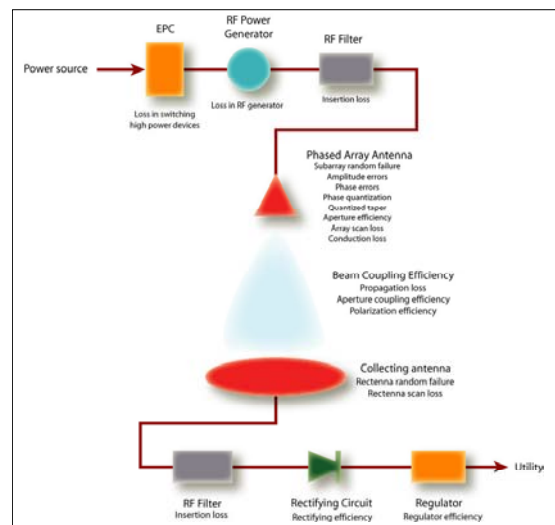 EPC
RF Power
Generator
RF Filter
Power source
Loss in switching
high power devices
Loss in RF generator
Insertion loss
Phased Array Antenna
Subarray random failure
Amplitude errors
Phase errors
Phase quantization
Quantized taper
Aperture efficiency
Array scan loss
Conduction loss
Beam Coupling Efficiency
Propagation loss
Aperture coupling efficiency
Polarization efficiency
Collecting antenna
Rectenna random failure
Rectenna scan loss
Utility
RF Filter
Insertion loss
Rectifying Circuit
Rectifying efficiency
Regulator
Regulator efficiency